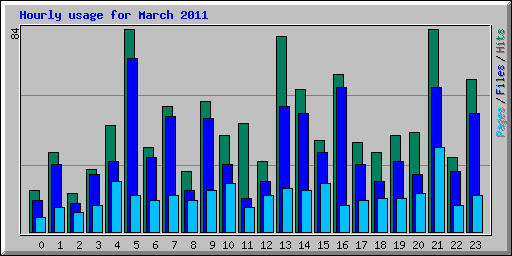 Hourly usage for March 2011
84
Pages / Files / Hits
0 1 2 3 4 5 6 7 8 9 10 11 12 13 14 15 16 17 18 19 20 21 22 23